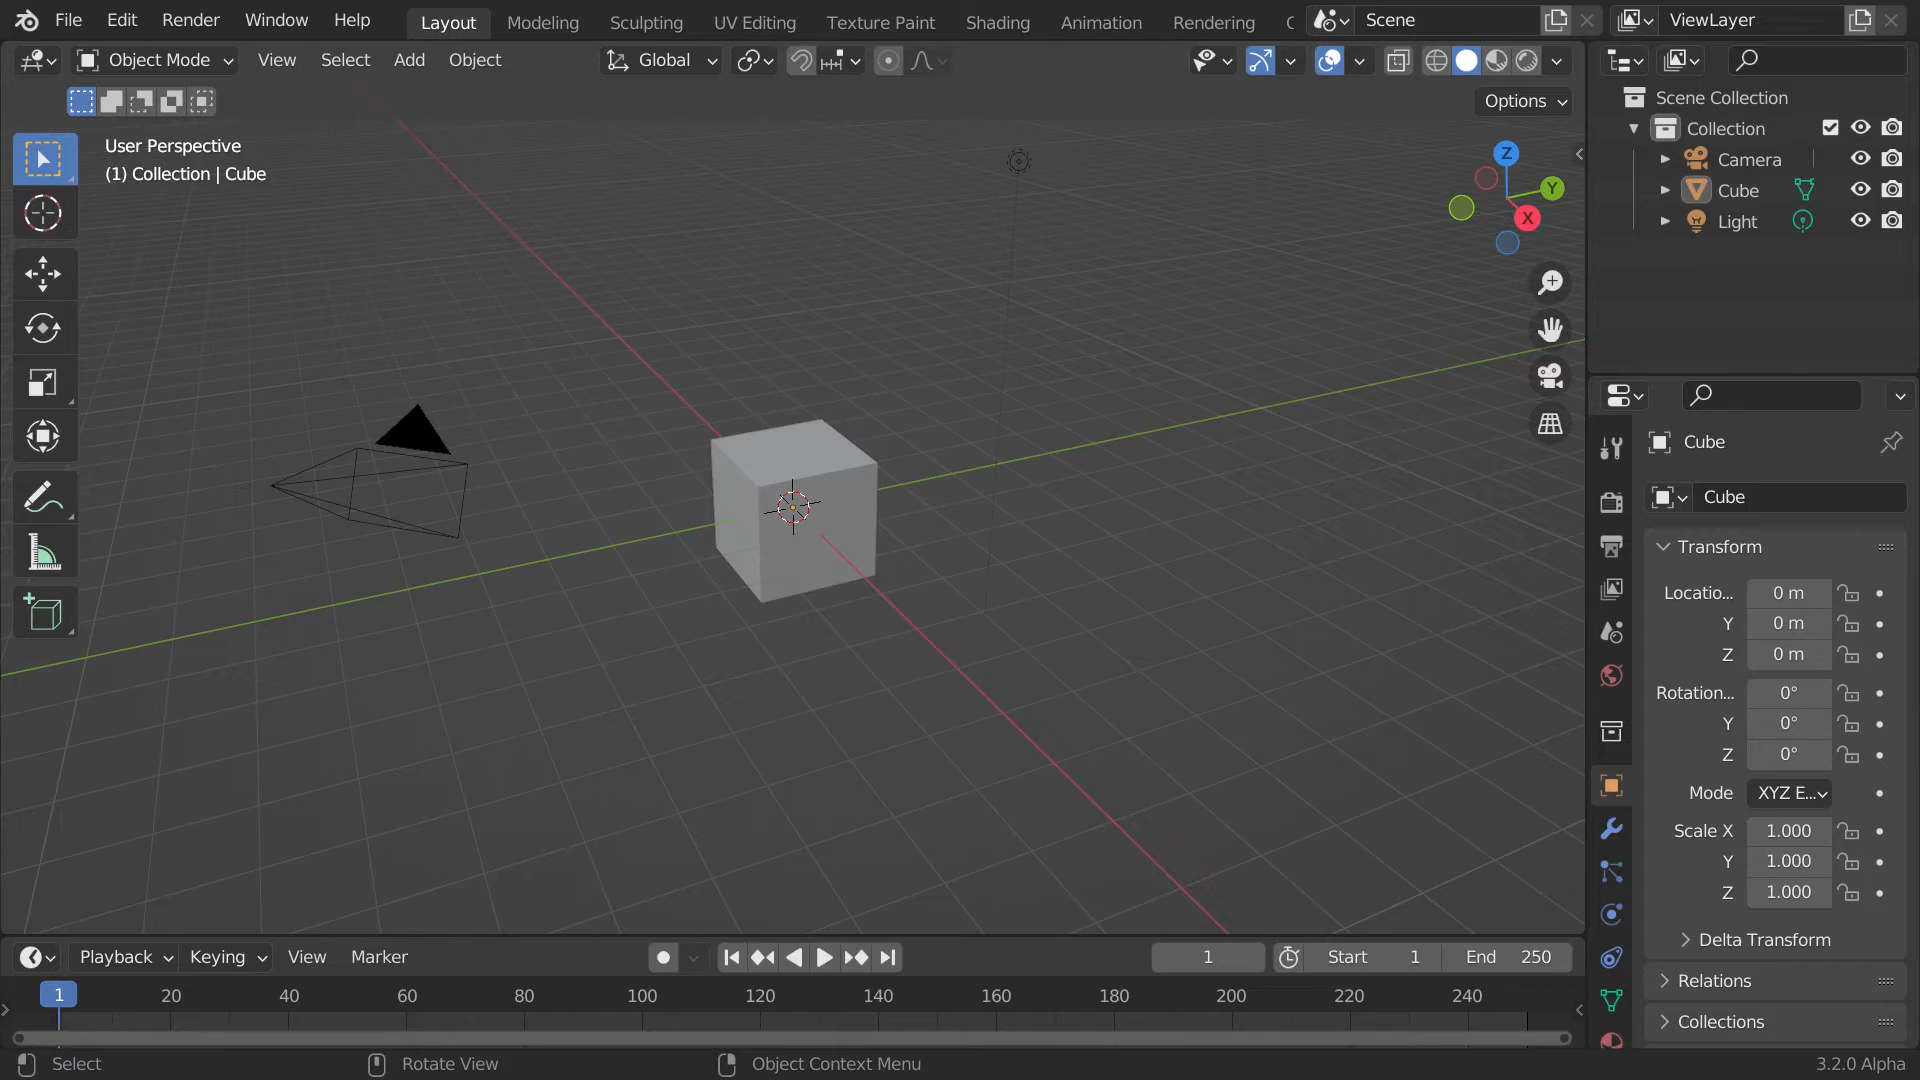 File Edit Render Window Help Layout Modeling Sculpting UV Editing Texture Paint Shading Animation Rendering Scene ViewLayer
Object Mode View Select Add Object Global
Options
User Perspective
(1) Collection | Cube
Z
Y
X
Scene Collection
Collection
Camera
Cube
Light
Cube
Cube
Transform
Locatio... 0 m
Y 0 m
Z 0 m
Rotation... 0°
Y 0°
Z 0°
Mode XYZ E...
Scale X 1.000
Y 1.000
Z 1.000
Delta Transform
Relations
Collections
Playback Keying View Marker 1 Start 1 End 250
1 20 40 60 80 100 120 140 160 180 200 220 240
Select Rotate View Object Context Menu 3.2.0 Alpha